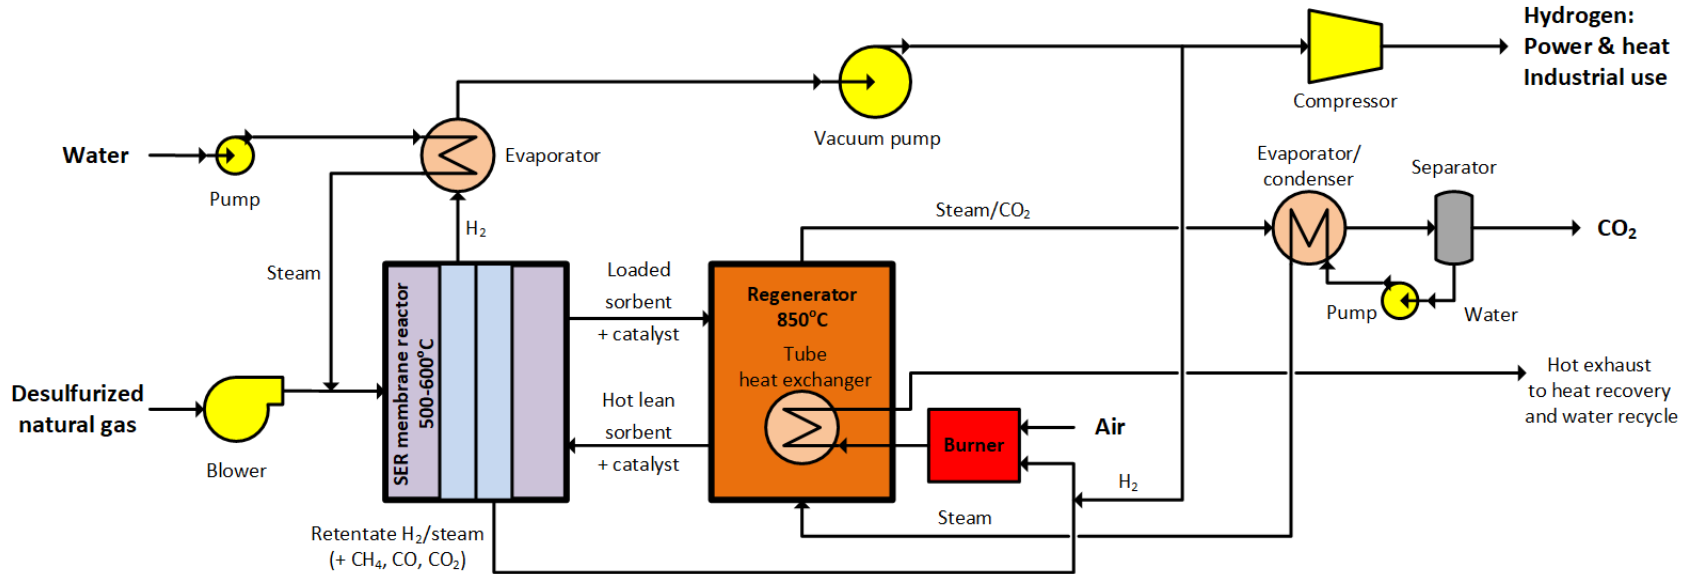 Hydrogen:
Power & heat
Industrial use
Compressor
Vacuum pump
Water
Pump
Evaporator
Evaporator/
condenser
Separator
Steam/CO₂
CO₂
H₂
Steam
Pump
Water
Loaded
sorbent
+ catalyst
Regenerator
850°C
Tube
heat exchanger
SER membrane reactor
500-600°C
Desulfurized
natural gas
Blower
Hot lean
sorbent
+ catalyst
Burner
Air
Hot exhaust
to heat recovery
and water recycle
H₂
Steam
Retentate H₂/steam
(+ CH₄, CO, CO₂)